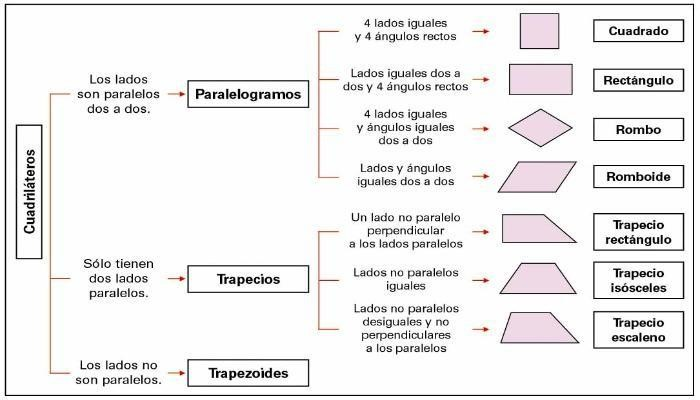 Cuadriláteros
Los lados
son paralelos
dos a dos.
Paralelogramos
4 lados iguales
y 4 ángulos rectos
Cuadrado
Lados iguales dos a
dos y 4 ángulos rectos
Rectángulo
4 lados iguales
y ángulos iguales
dos a dos
Rombo
Lados y ángulos
iguales dos a dos
Romboide
Sólo tienen
dos lados
paralelos.
Trapecios
Un lado no paralelo
perpendicular
a los lados paralelos
Trapecio
rectángulo
Lados no paralelos
iguales
Trapecio
isósceles
Lados no paralelos
desiguales y no
perpendiculares
a los paralelos
Trapecio
escaleno
Los lados no
son paralelos.
Trapezoides